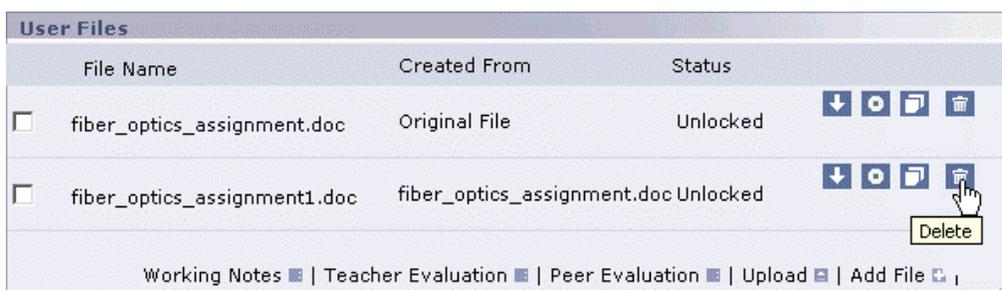 User Files
File Name Created From Status
fiber_optics_assignment.doc Original File Unlocked
fiber_optics_assignment1.doc fiber_optics_assignment.doc Unlocked
Delete
Working Notes | Teacher Evaluation | Peer Evaluation | Upload | Add File |